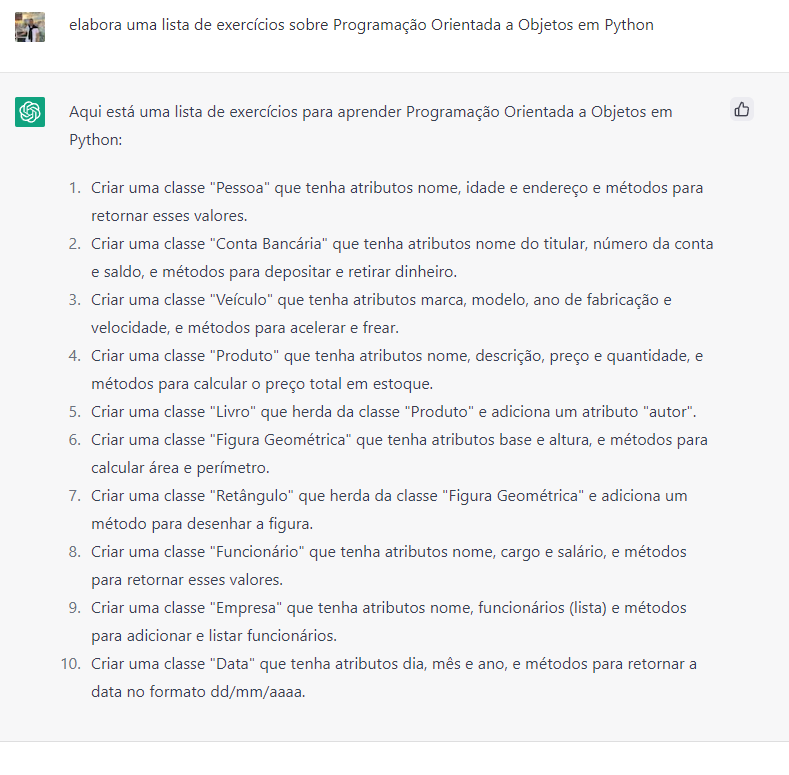 elabora uma lista de exercícios sobre Programação Orientada a Objetos em Python
Aqui está uma lista de exercícios para aprender Programação Orientada a Objetos em
Python:
1. Criar uma classe "Pessoa" que tenha atributos nome, idade e endereço e métodos para
retornar esses valores.
2. Criar uma classe "Conta Bancária" que tenha atributos nome do titular, número da conta
e saldo, e métodos para depositar e retirar dinheiro.
3. Criar uma classe "Veículo" que tenha atributos marca, modelo, ano de fabricação e
velocidade, e métodos para acelerar e frear.
4. Criar uma classe "Produto" que tenha atributos nome, descrição, preço e quantidade, e
métodos para calcular o preço total em estoque.
5. Criar uma classe "Livro" que herda da classe "Produto" e adiciona um atributo "autor".
6. Criar uma classe "Figura Geométrica" que tenha atributos base e altura, e métodos para
calcular área e perímetro.
7. Criar uma classe "Retângulo" que herda da classe "Figura Geométrica" e adiciona um
método para desenhar a figura.
8. Criar uma classe "Funcionário" que tenha atributos nome, cargo e salário, e métodos
para retornar esses valores.
9. Criar uma classe "Empresa" que tenha atributos nome, funcionários (lista) e métodos
para adicionar e listar funcionários.
10. Criar uma classe "Data" que tenha atributos dia, mês e ano, e métodos para retornar a
data no formato dd/mm/aaaa.